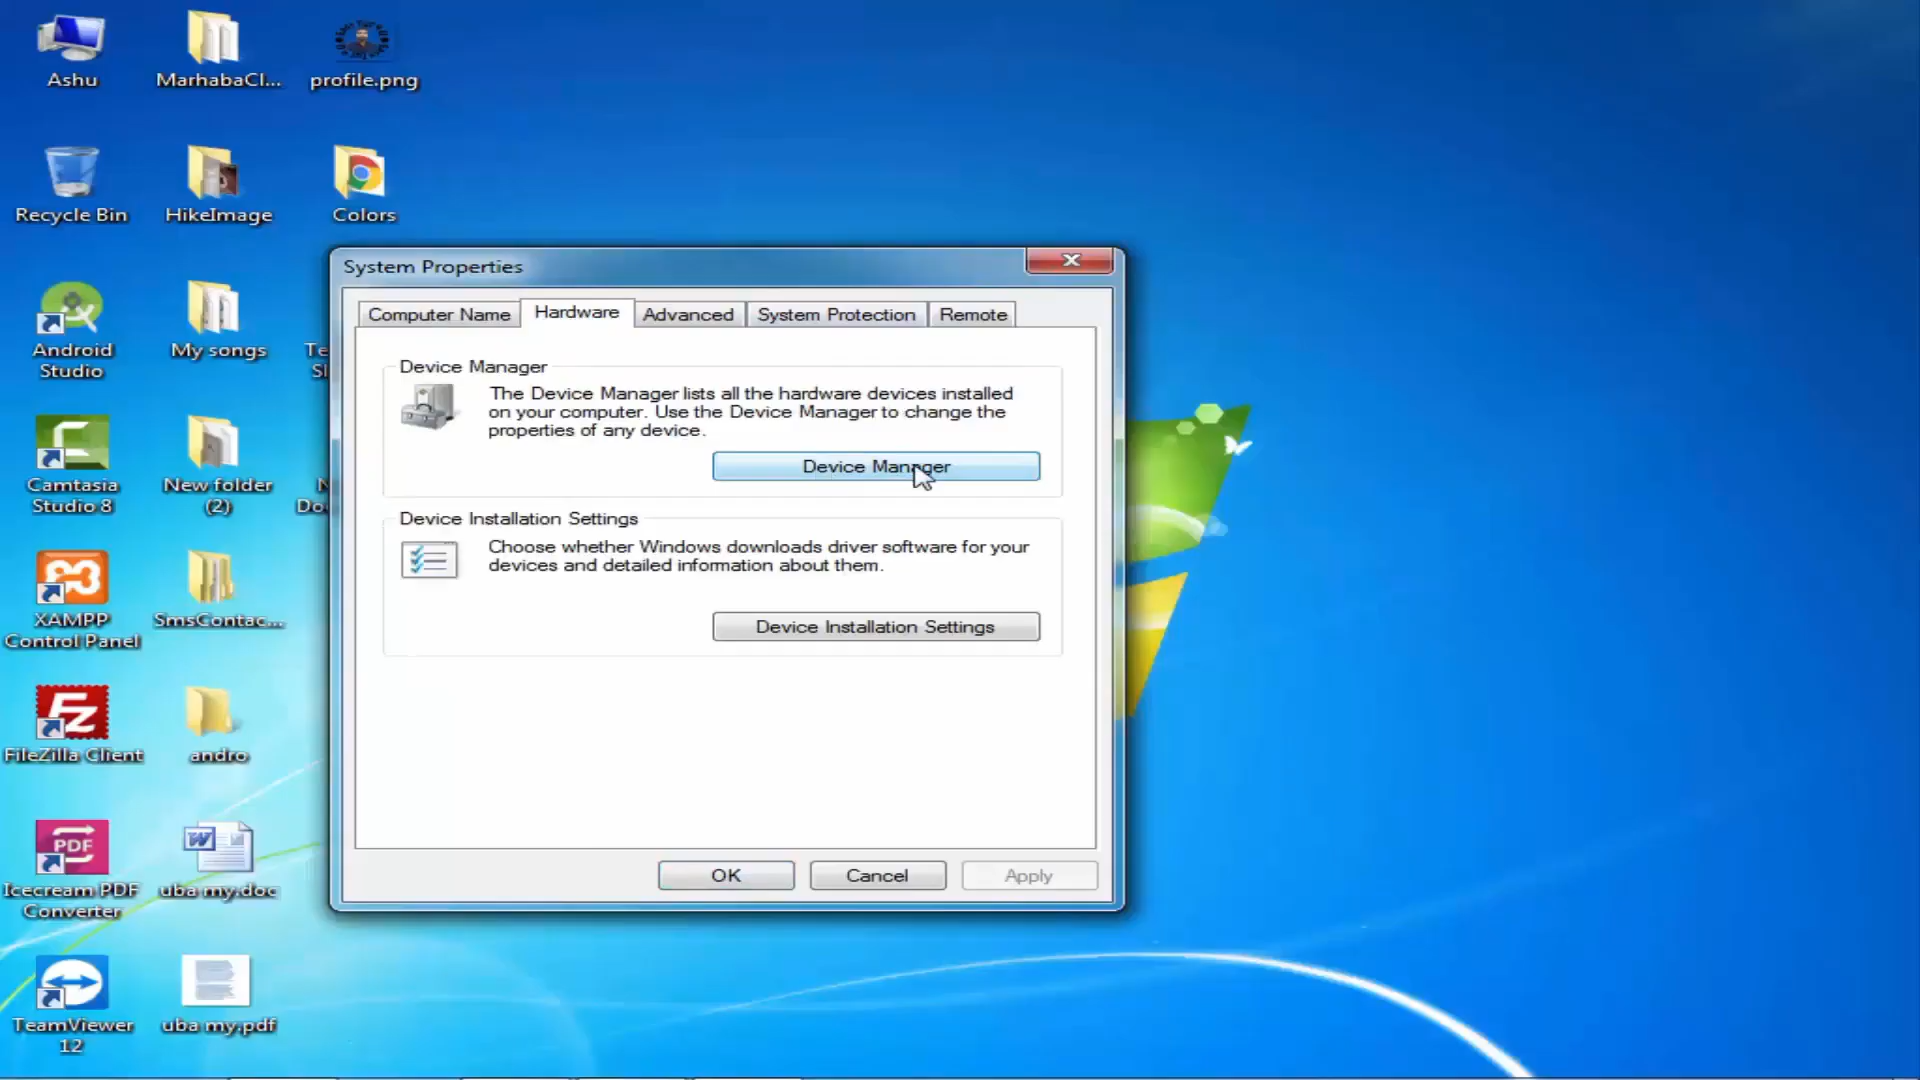 Ashu
MarhabaCl...
profile.png
Recycle Bin
HikeImage
Colors
System Properties
Computer Name
Hardware
Advanced
System Protection
Remote
Device Manager
The Device Manager lists all the hardware devices installed
on your computer. Use the Device Manager to change the
properties of any device.
Device Manager
Device Installation Settings
Choose whether Windows downloads driver software for your
devices and detailed information about them.
Device Installation Settings
OK
Cancel
Apply
Android
Studio
My songs
Te
Camtasia
Studio 8
New folder
(2)
XAMPP
Control Panel
SmsContac...
FileZilla Client
andro
PDF
Icecream PDF
Converter
uba my.doc
TeamViewer
12
uba my.pdf